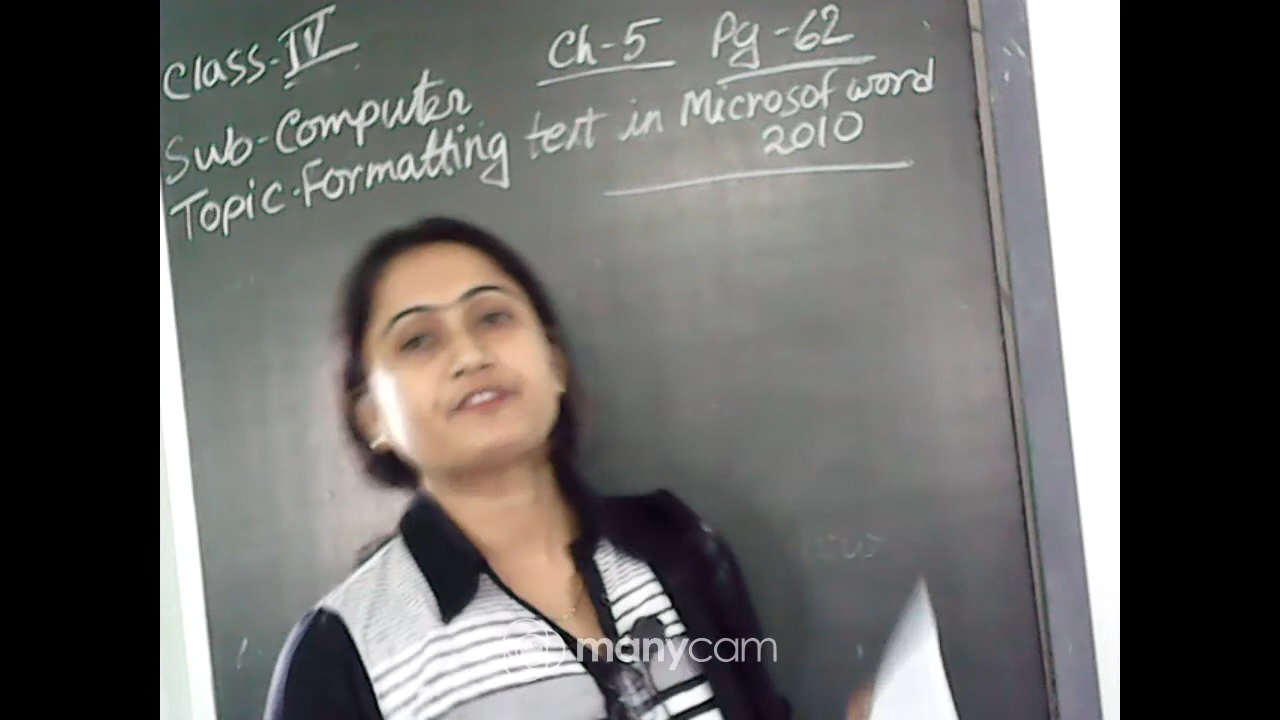 Class-IV
Ch-5 Pg-62
Sub-Computer
Topic-Formatting text in Microsof word
2010
manycam